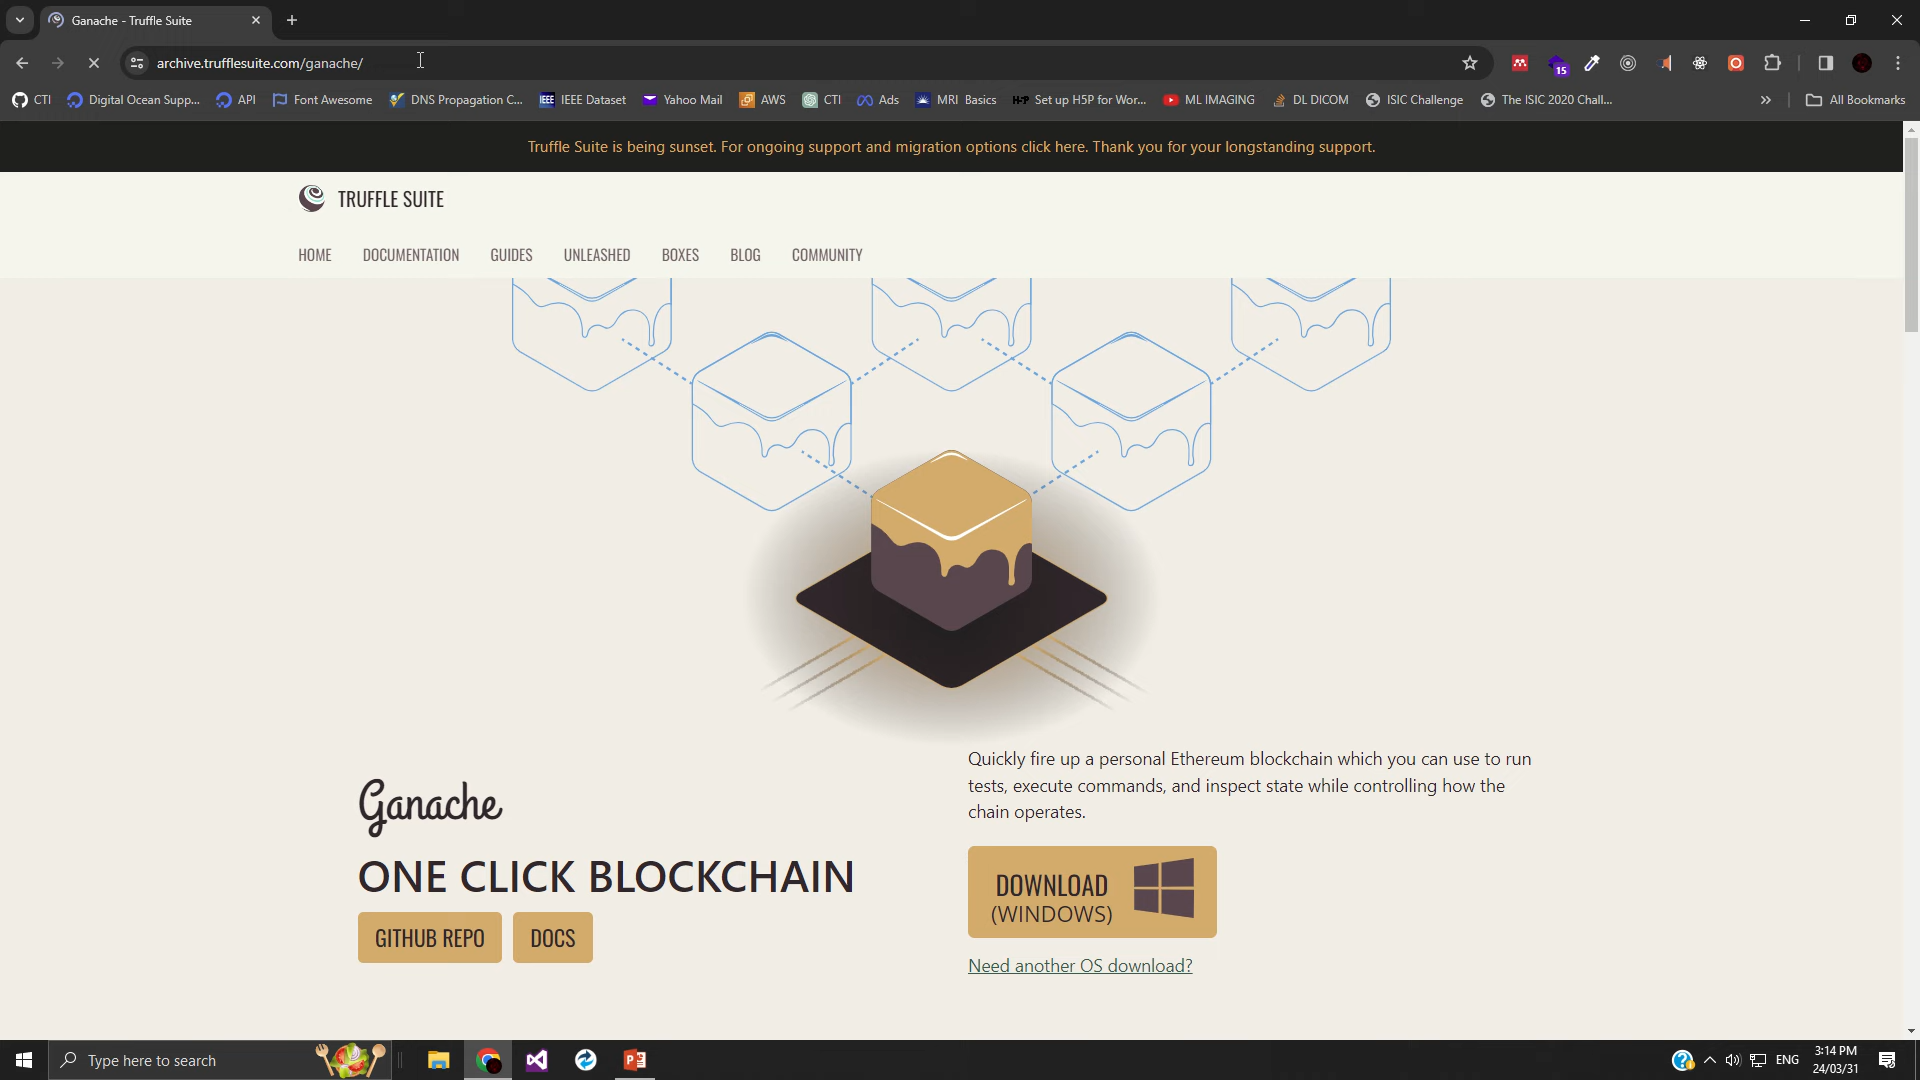 Ganache - Truffle Suite
archive.trufflesuite.com/ganache/
15
CTI
Digital Ocean Supp...
API
Font Awesome
DNS Propagation C...
IEEE
IEEE Dataset
Yahoo Mail
AWS
CTI
Ads
MRI Basics
H-P
Set up H5P for Wor...
ML IMAGING
DL DICOM
ISIC Challenge
The ISIC 2020 Chall...
All Bookmarks
Truffle Suite is being sunset. For ongoing support and migration options click here. Thank you for your longstanding support.
TRUFFLE SUITE
HOME
DOCUMENTATION
GUIDES
UNLEASHED
BOXES
BLOG
COMMUNITY
Ganache
ONE CLICK BLOCKCHAIN
GITHUB REPO
DOCS
Quickly fire up a personal Ethereum blockchain which you can use to run
tests, execute commands, and inspect state while controlling how the
chain operates.
DOWNLOAD
(WINDOWS)
Need another OS download?
Type here to search
ENG
3:14 PM
24/03/31